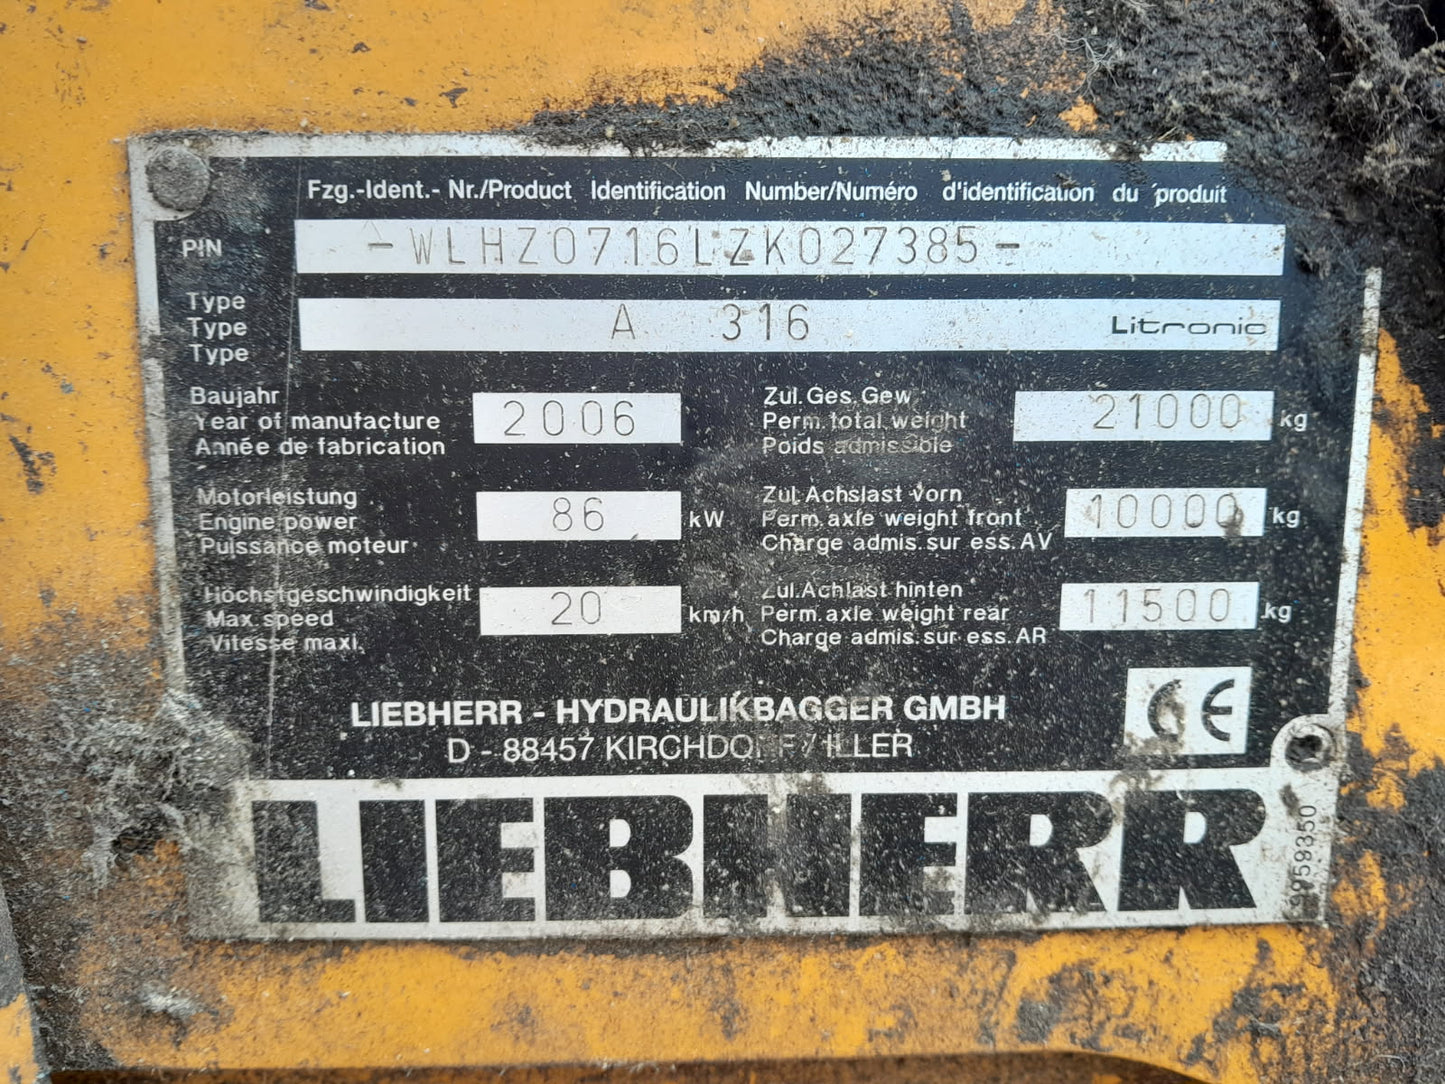 Fzg.-Ident.- Nr./Product Identification Number/Numéro d'identification du produit
PIN -WLHZ0716LZK027385-
Type
Type A 316 Litronic
Type
Baujahr
Year of manufacture 2006
Année de fabrication
Zul. Ges. Gew
Perm. total weight 21000 kg
Poids admissible
Motorleistung
Engine power 86 kW
Puissance moteur
Zul. Achslast vorn
Perm. axle weight front 10000 kg
Charge admis. sur ess. AV
Höchstgeschwindigkeit
Max. speed 20 km/h
Vitesse maxi.
Zul. Achlast hinten
Perm. axle weight rear 11500 kg
Charge admis. sur ess. AR
LIEBHERR - HYDRAULIKBAGGER GMBH
D - 88457 KIRCHDORF / ILLER
CE
LIEBHERR
9959350